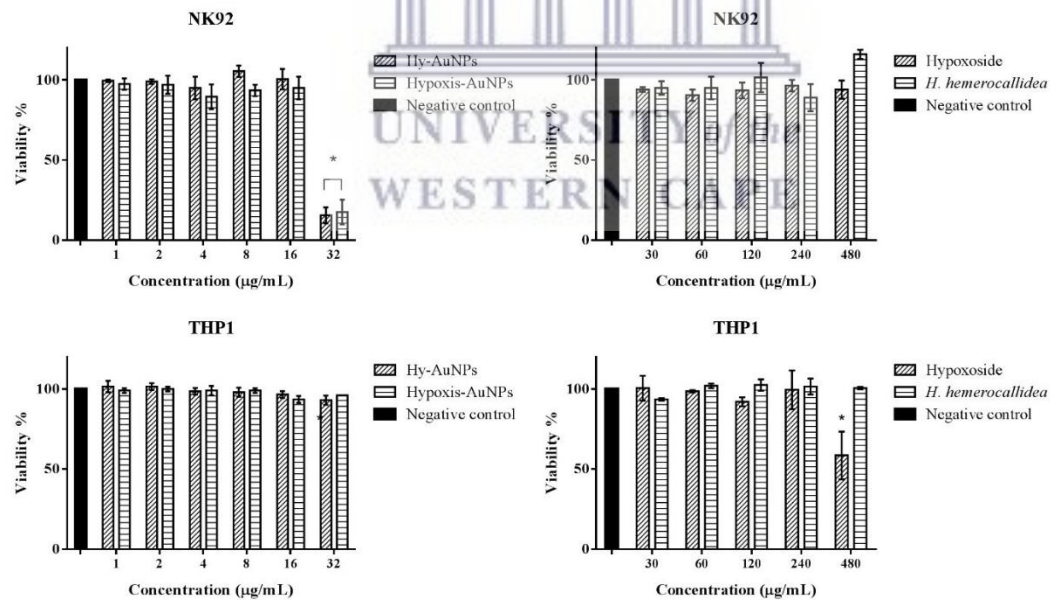 NK92
Viability %
100
50
0
*
1 2 4 8 16 32
Concentration (µg/mL)
Hy-AuNPs
Hypoxis-AuNPs
Negative control
NK92
Viability %
100
50
0
30 60 120 240 480
Concentration (µg/mL)
Hypoxoside
H. hemerocallidea
Negative control
UNIVERSITY of the
WESTERN CAPE
THP1
Viability %
100
50
0
*
1 2 4 8 16 32
Concentration (µg/mL)
Hy-AuNPs
Hypoxis-AuNPs
Negative control
THP1
Viability %
100
50
0
*
30 60 120 240 480
Concentration (µg/mL)
Hypoxoside
H. hemerocallidea
Negative control